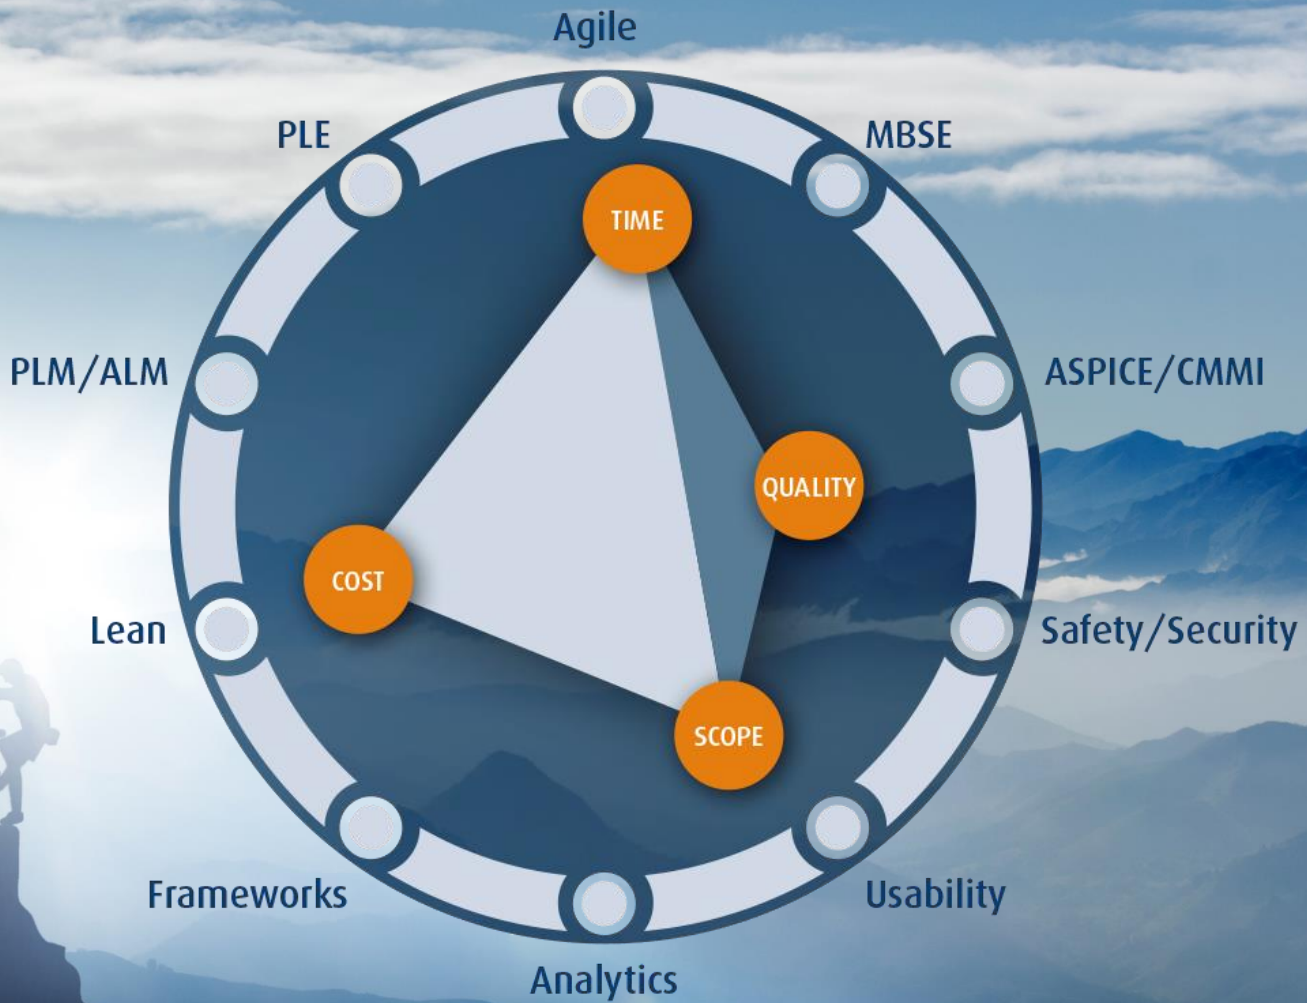 Agile
PLE
MBSE
TIME
PLM/ALM
ASPICE/CMMI
QUALITY
COST
Lean
Safety/Security
SCOPE
Frameworks
Usability
Analytics